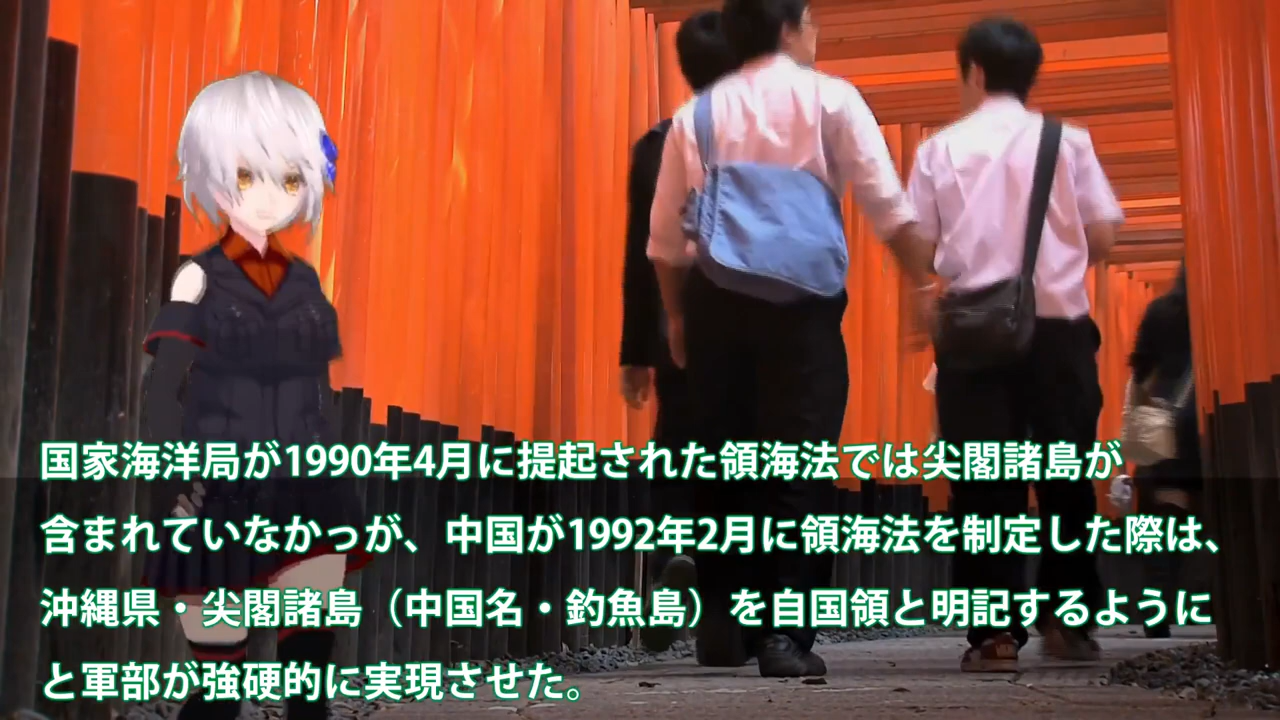 国家海洋局が1990年4月に提起された領海法では尖閣諸島が
含まれていなかっが、中国が1992年2月に領海法を制定した際は、
沖縄県・尖閣諸島（中国名・釣魚島）を自国領と明記するように
と軍部が強硬的に実現させた。